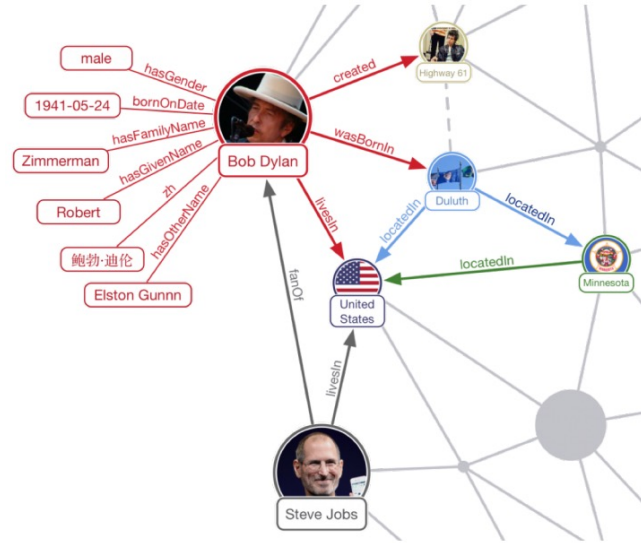 male
hasGender
1941-05-24
bornOnDate
Zimmerman
hasFamilyName
Robert
hasGivenName
鲍勃·迪伦
zh
Elston Gunnn
hasOtherName
Bob Dylan
created
Highway 61
wasBornIn
Duluth
livesIn
locatedIn
locatedIn
locatedIn
Minnesota
United
States
fanOf
livesIn
Steve Jobs